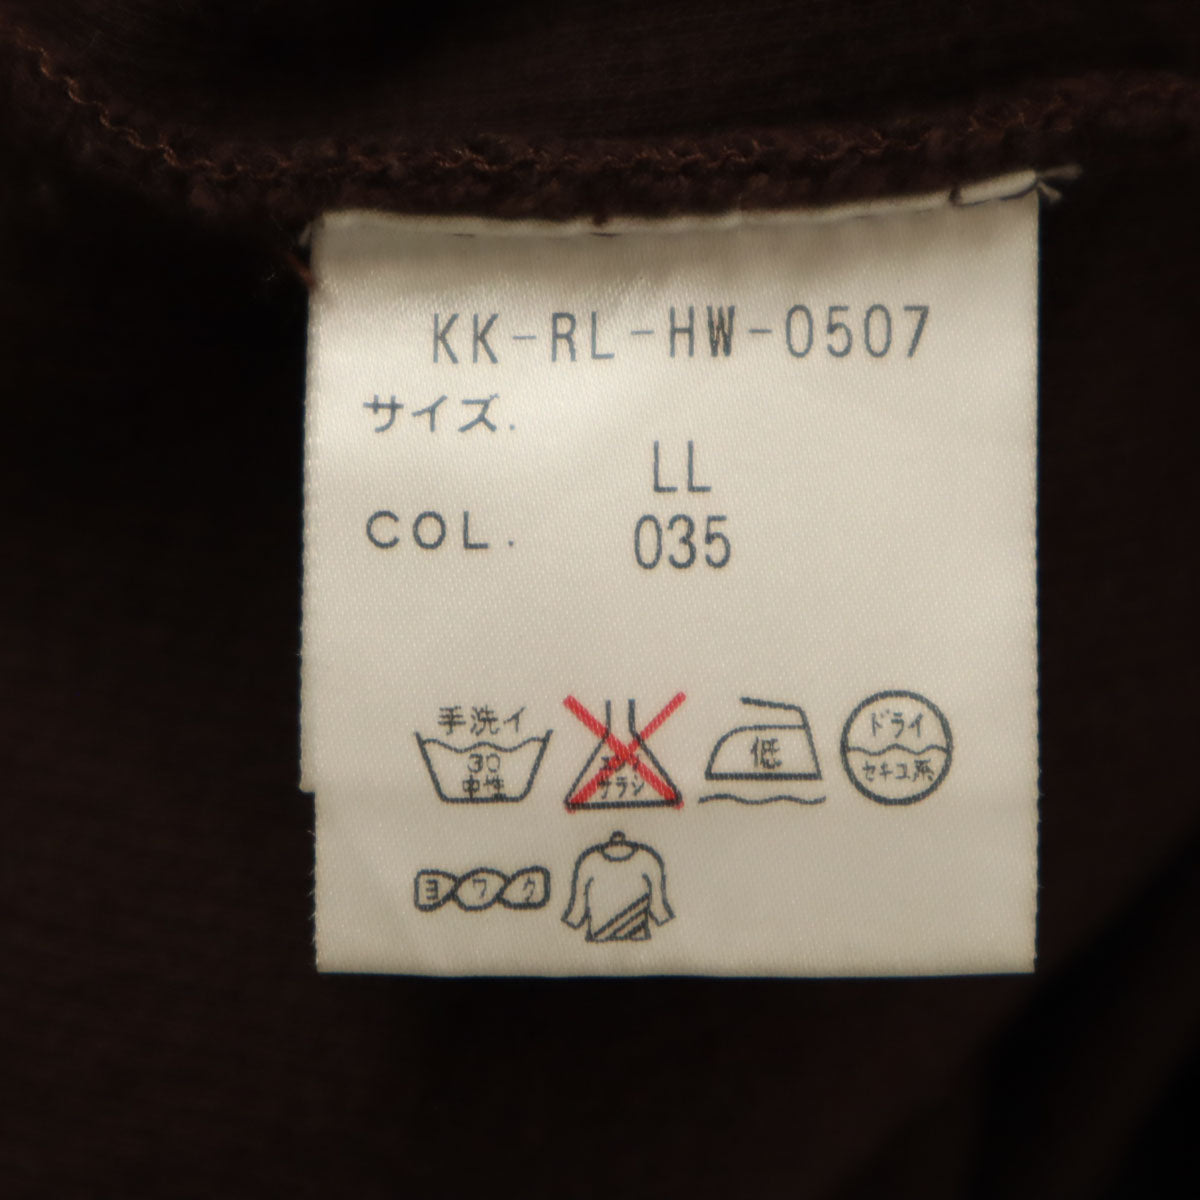 KK-RL-HW-0507
サイズ.
LL
COL. 035
手洗イ
30
中性
エンソ
サラシ
低
ドライ
セキユ系
ヨワク